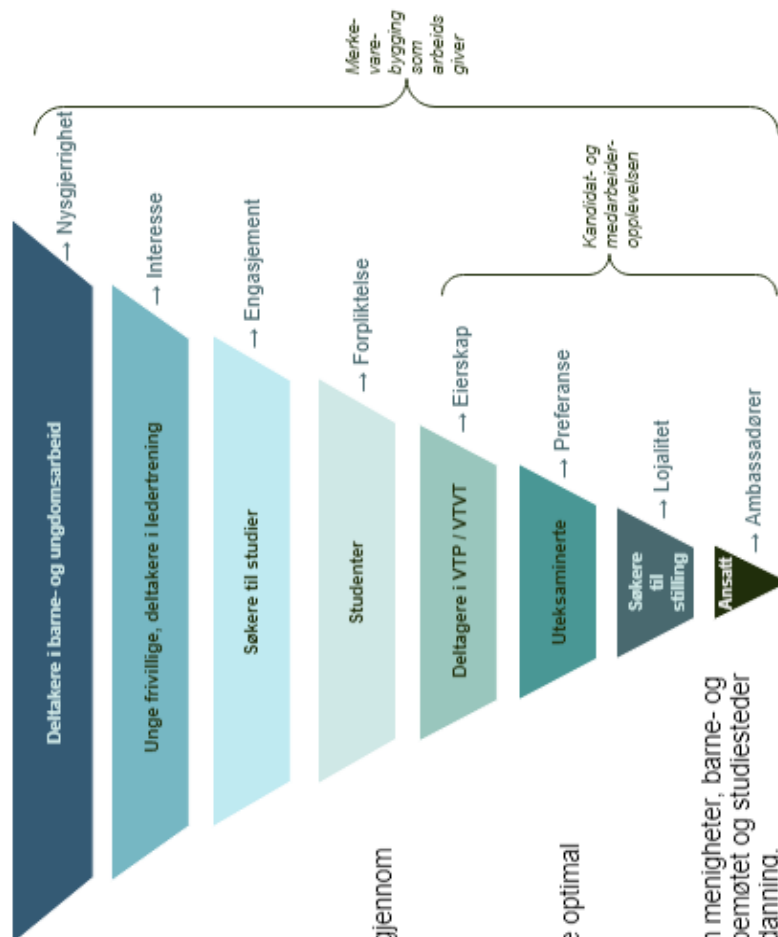 Deltakere i barne- og ungdomsarbeid
→ Nysgjerrighet
Unge frivillige, deltakere i ledertrening
→ Interesse
Søkere til studier
→ Engasjement
Studenter
→ Forpliktelse
Deltagere i VTP / VTVT
→ Eierskap
Uteksaminerte
→ Preferanse
Søkere
til
stilling
→ Lojalitet
Ansatt
→ Ambassadører
Merke-
vare-
bygging
som
arbeids
giver
Kandidat- og
medarbeider-
opplevelsen
gjennom
optimal
menigheter, barne- og
og studiesteder